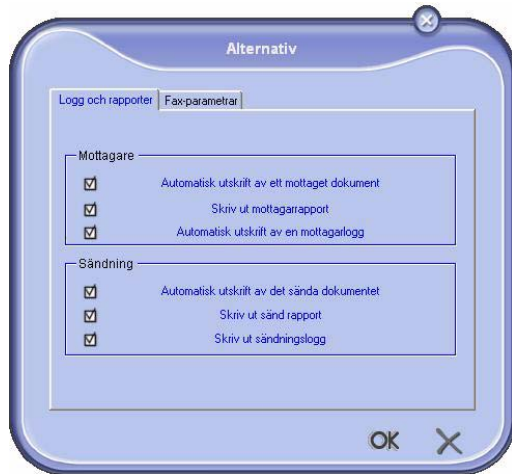 Alternativ
Logg och rapporter
Fax-parametrar
Mottagare
Automatisk utskrift av ett mottaget dokument
Skriv ut mottagarrapport
Automatisk utskrift av en mottagarlogg
Sändning
Automatisk utskrift av det sända dokumentet
Skriv ut sänd rapport
Skriv ut sändningslogg
OK